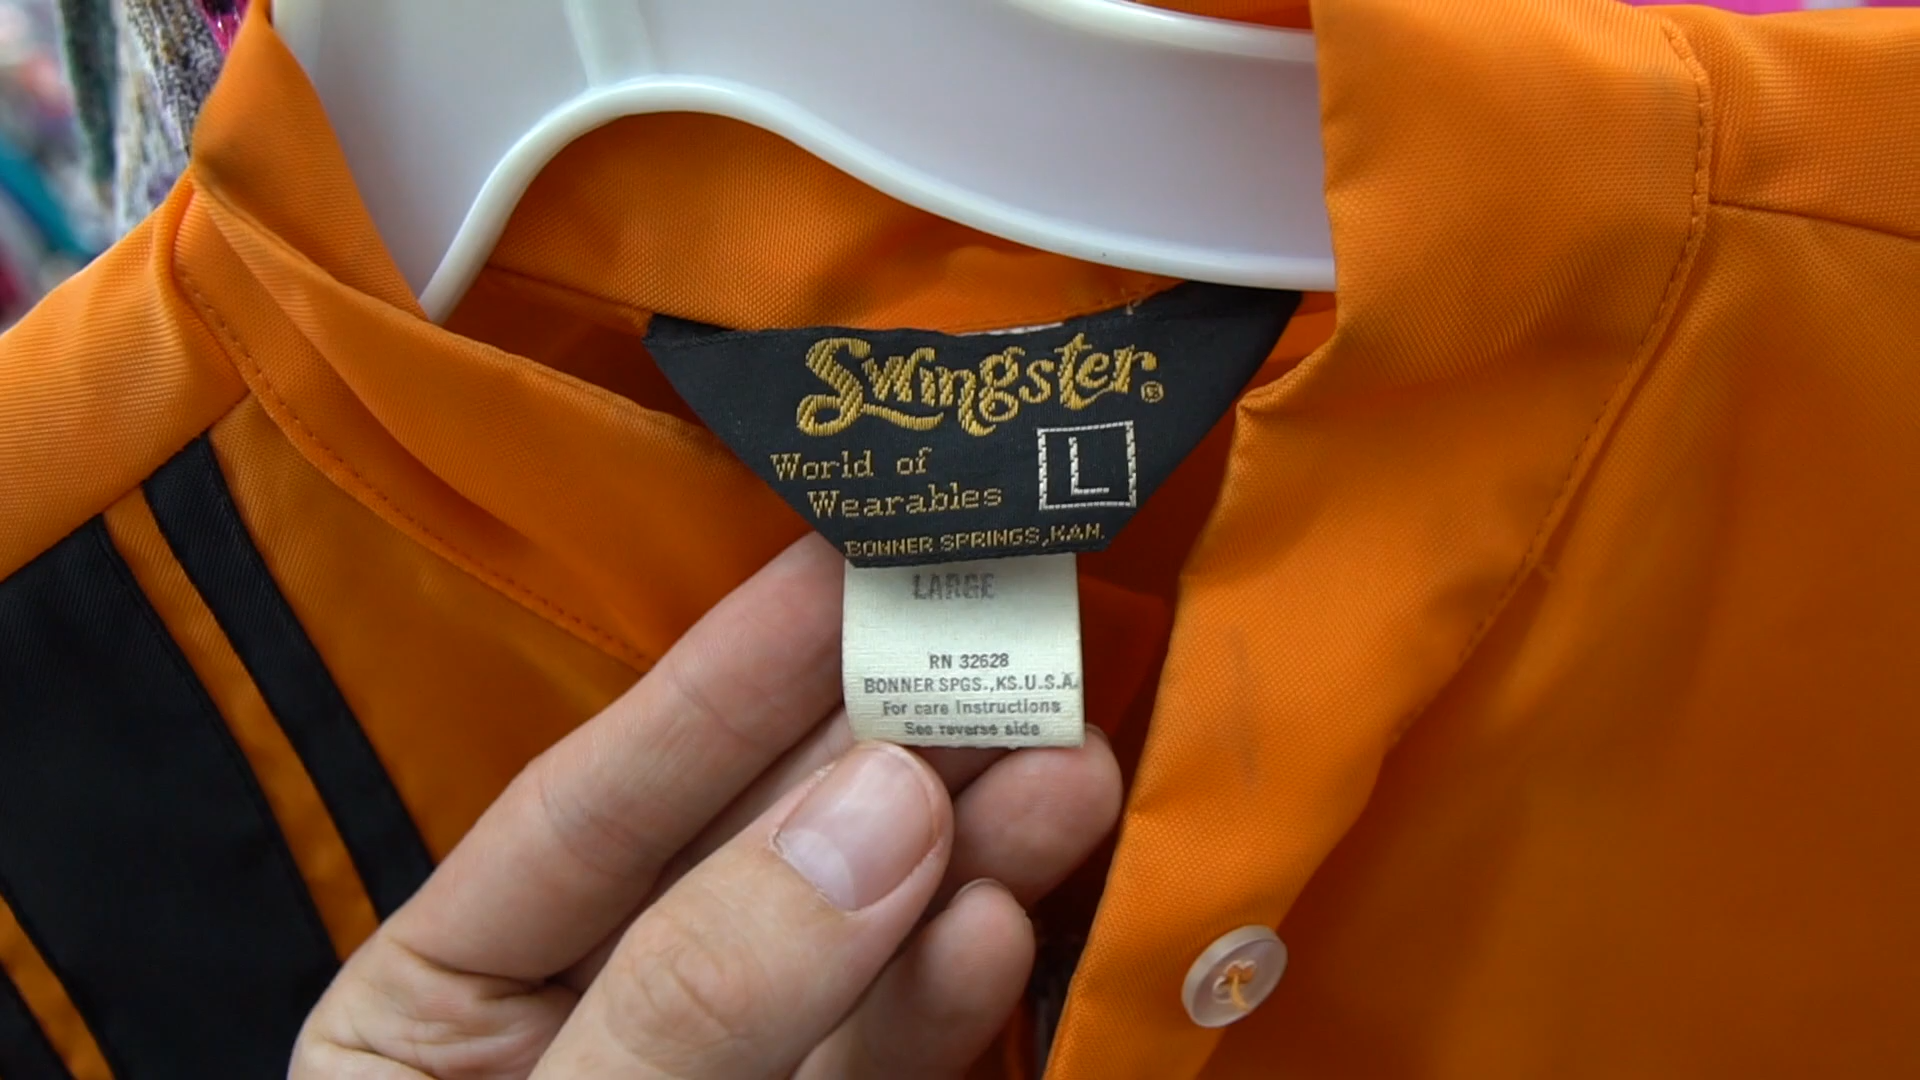 Swingster®
World of
Wearables
L
BONNER SPRINGS,KAN.
LARGE
RN 32628
BONNER SPGS.,KS.U.S.A.
For care Instructions
See reverse side